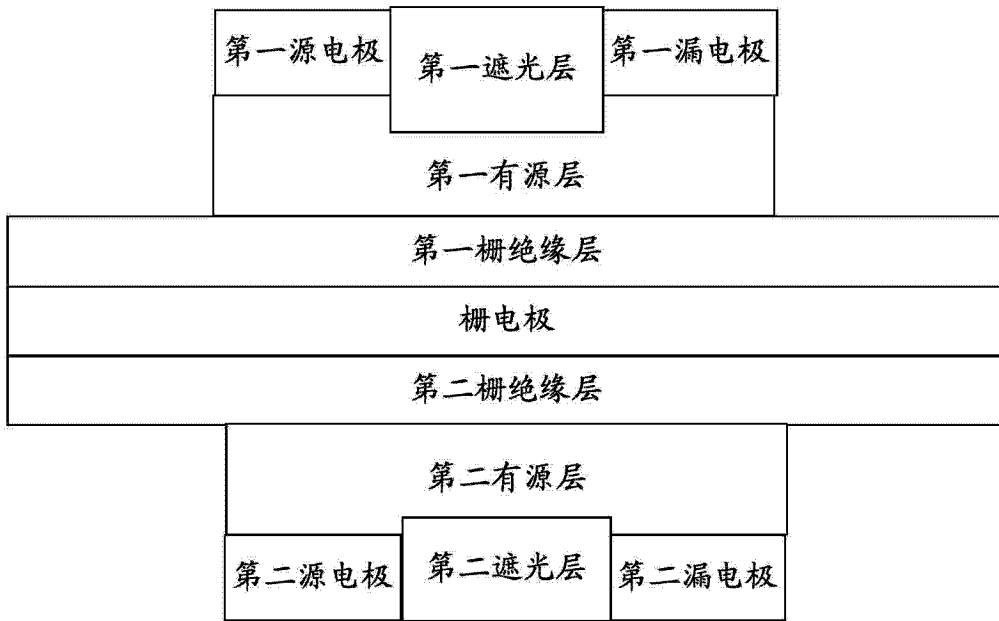 第一源电极
第一遮光层
第一漏电极
第一有源层
第一栅绝缘层
栅电极
第二栅绝缘层
第二有源层
第二源电极
第二遮光层
第二漏电极